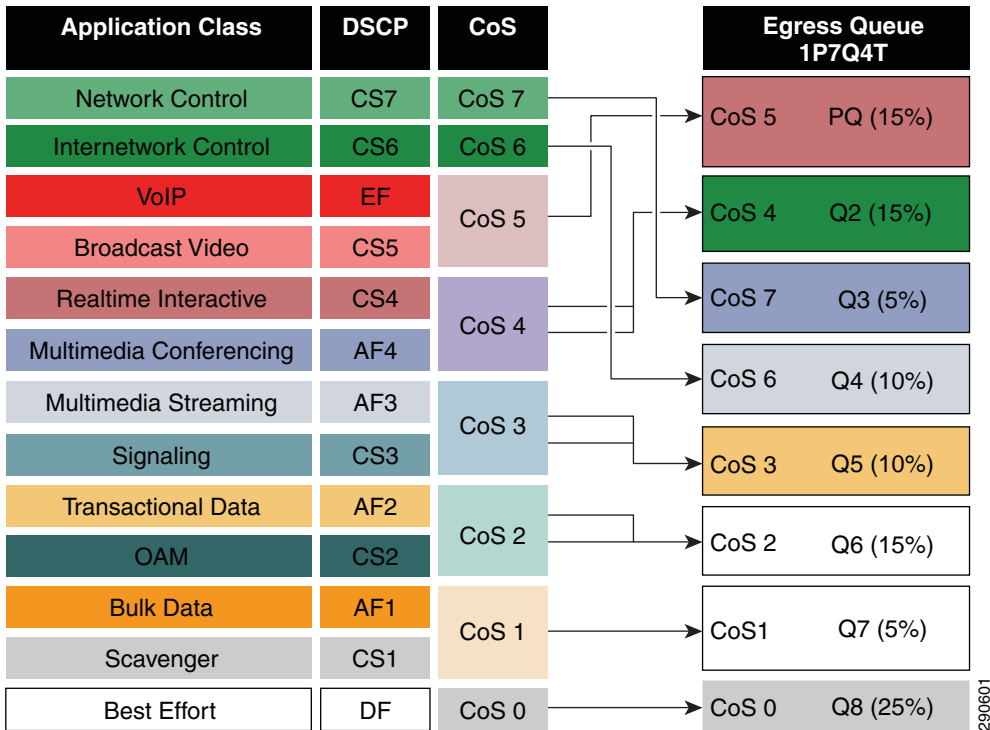 Application Class DSCP CoS Egress Queue
1P7Q4T
Network Control CS7 CoS 7
Internetwork Control CS6 CoS 6
VoIP EF CoS 5
Broadcast Video CS5
Realtime Interactive CS4 CoS 4
Multimedia Conferencing AF4
Multimedia Streaming AF3 CoS 3
Signaling CS3
Transactional Data AF2 CoS 2
OAM CS2
Bulk Data AF1 CoS 1
Scavenger CS1
Best Effort DF CoS 0
CoS 5 PQ (15%)
CoS 4 Q2 (15%)
CoS 7 Q3 (5%)
CoS 6 Q4 (10%)
CoS 3 Q5 (10%)
CoS 2 Q6 (15%)
CoS1 Q7 (5%)
CoS 0 Q8 (25%)
290601